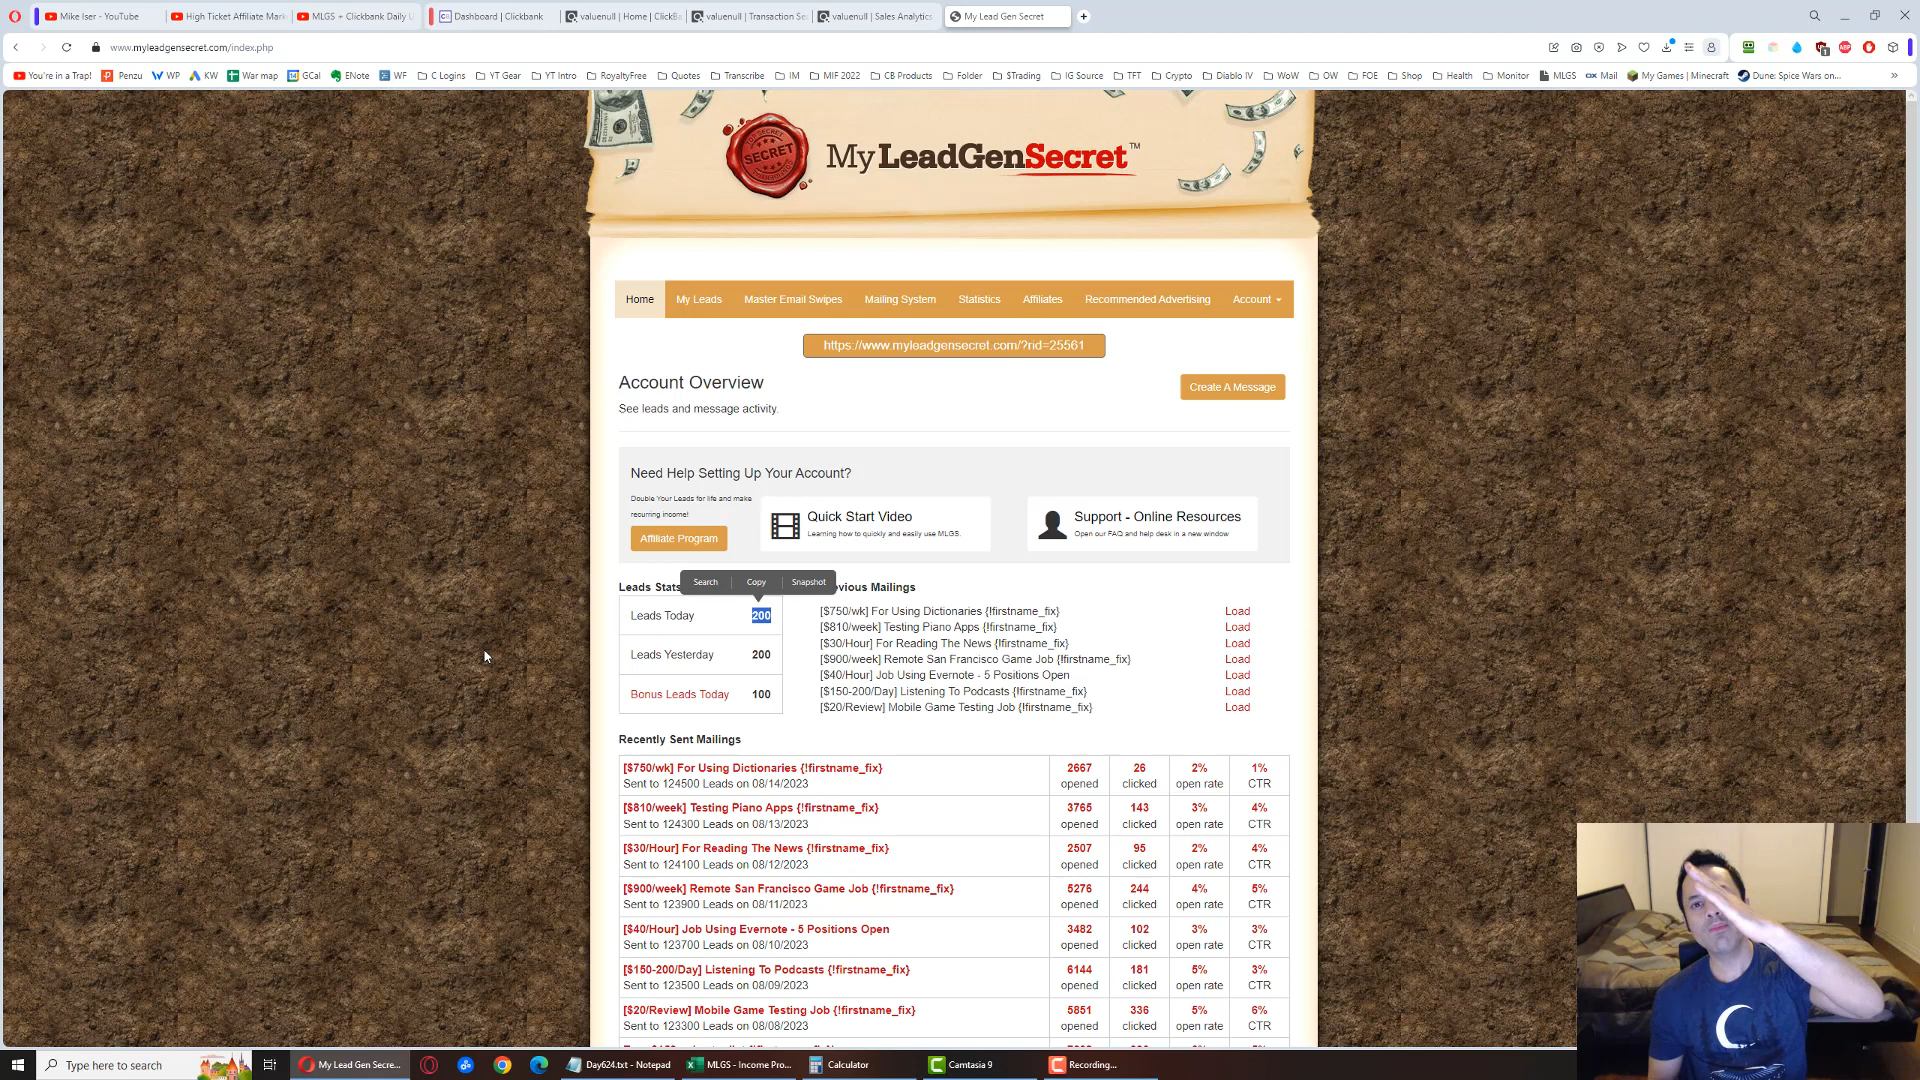 Mike Iser - YouTube
High Ticket Affiliate Mark
MLGS + Clickbank Daily L
Dashboard | Clickbank
valuenull | Home | ClickBa
valuenull | Transaction Se
valuenull | Sales Analytics
My Lead Gen Secret
www.myleadgensecret.com/index.php
You're in a Trap!
Penzu
WP
KW
War map
GCal
ENote
WF
C Logins
YT Gear
YT Intro
RoyaltyFree
Quotes
Transcribe
IM
MIF 2022
CB Products
Folder
$Trading
IG Source
TFT
Crypto
Diablo IV
WoW
OW
FOE
Shop
Health
Monitor
MLGS
Mail
My Games | Minecraft
Dune: Spice Wars on...
SECRET
MyLeadGenSecret™
Home
My Leads
Master Email Swipes
Mailing System
Statistics
Affiliates
Recommended Advertising
Account
https://www.myleadgensecret.com/?rid=25561
Account Overview
Create A Message
See leads and message activity.
Need Help Setting Up Your Account?
Double Your Leads for life and make
recurring income!
Affiliate Program
Quick Start Video
Learning how to quickly and easily use MLGS.
Support - Online Resources
Open our FAQ and help desk in a new window
Search
Copy
Snapshot
Leads Stats
vious Mailings
Leads Today 200
Leads Yesterday 200
Bonus Leads Today 100
[$750/wk] For Using Dictionaries {!firstname_fix} Load
[$810/week] Testing Piano Apps {!firstname_fix} Load
[$30/Hour] For Reading The News {!firstname_fix} Load
[$900/week] Remote San Francisco Game Job {!firstname_fix} Load
[$40/Hour] Job Using Evernote - 5 Positions Open Load
[$150-200/Day] Listening To Podcasts {!firstname_fix} Load
[$20/Review] Mobile Game Testing Job {!firstname_fix} Load
Recently Sent Mailings
[$750/wk] For Using Dictionaries {!firstname_fix} 2667 26 2% 1%
Sent to 124500 Leads on 08/14/2023 opened clicked open rate CTR
[$810/week] Testing Piano Apps {!firstname_fix} 3765 143 3% 4%
Sent to 124300 Leads on 08/13/2023 opened clicked open rate CTR
[$30/Hour] For Reading The News {!firstname_fix} 2507 95 2% 4%
Sent to 124100 Leads on 08/12/2023 opened clicked open rate CTR
[$900/week] Remote San Francisco Game Job {!firstname_fix} 5276 244 4% 5%
Sent to 123900 Leads on 08/11/2023 opened clicked open rate CTR
[$40/Hour] Job Using Evernote - 5 Positions Open 3482 102 3% 3%
Sent to 123700 Leads on 08/10/2023 opened clicked open rate CTR
[$150-200/Day] Listening To Podcasts {!firstname_fix} 6144 181 5% 3%
Sent to 123500 Leads on 08/09/2023 opened clicked open rate CTR
[$20/Review] Mobile Game Testing Job {!firstname_fix} 5851 336 5% 6%
Sent to 123300 Leads on 08/08/2023 opened clicked open rate CTR
Type here to search
My Lead Gen Secre...
Day624.txt - Notepad
MLGS - Income Pro...
Calculator
Camtasia 9
Recording...